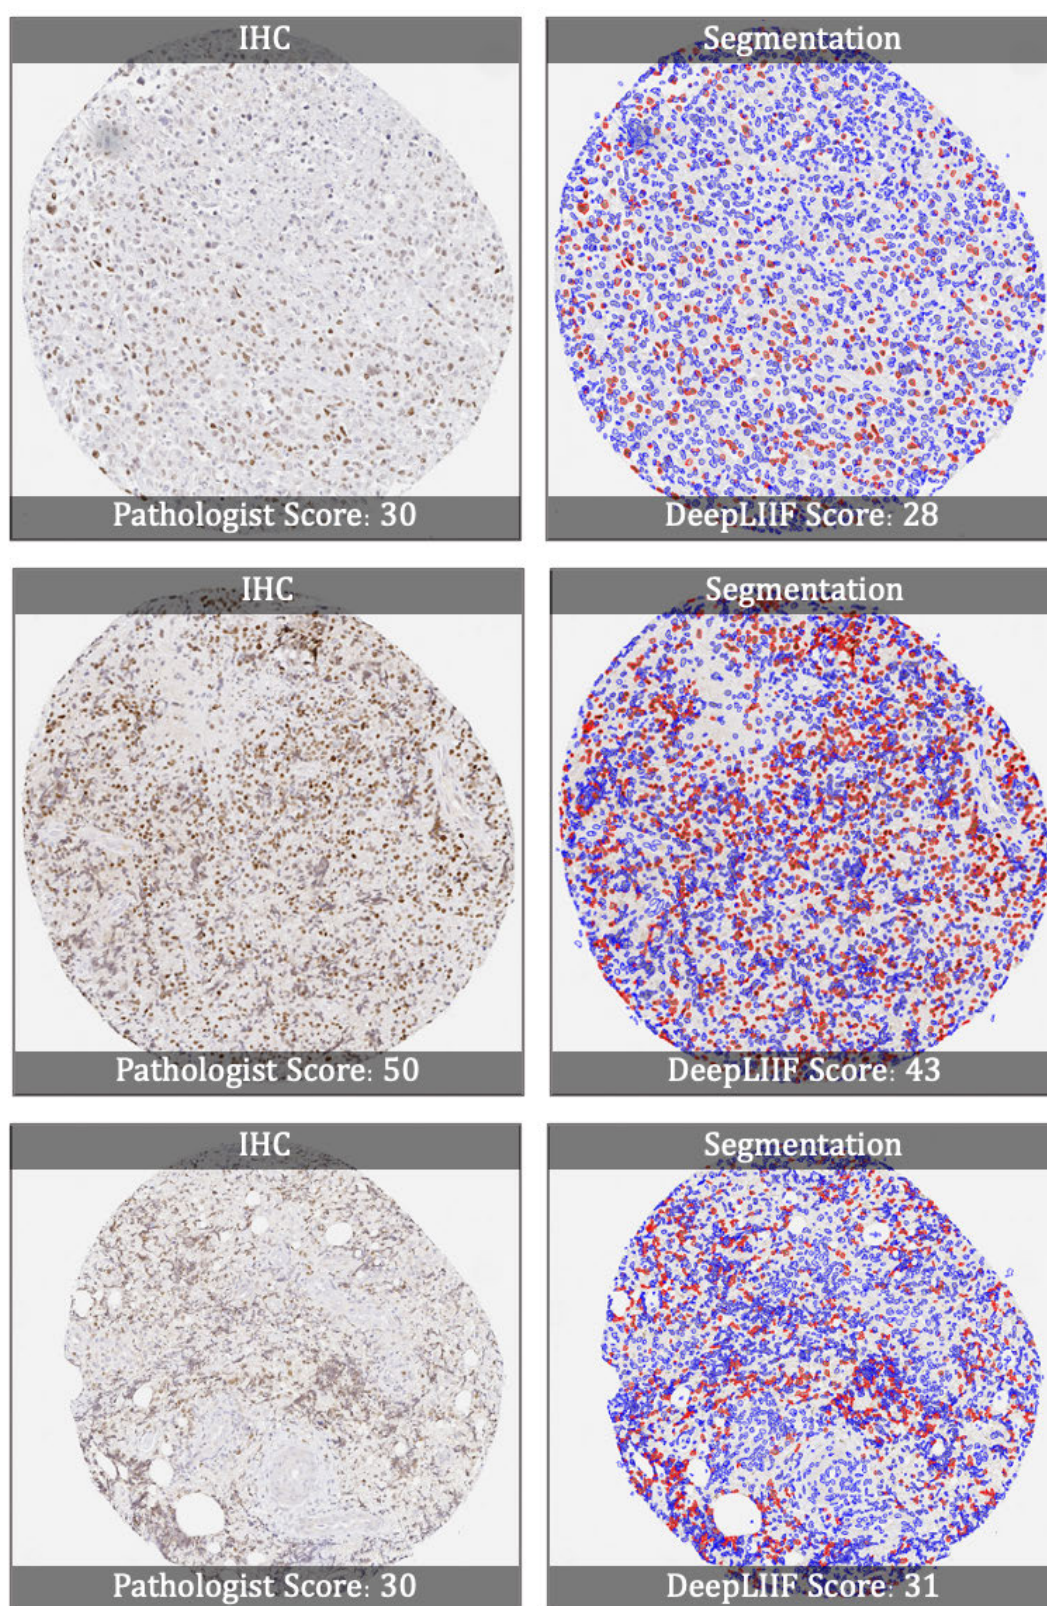 IHC
Segmentation
Pathologist Score: 30
DeepLIIF Score: 28
IHC
Segmentation
Pathologist Score: 50
DeepLIIF Score: 43
IHC
Segmentation
Pathologist Score: 30
DeepLIIF Score: 31